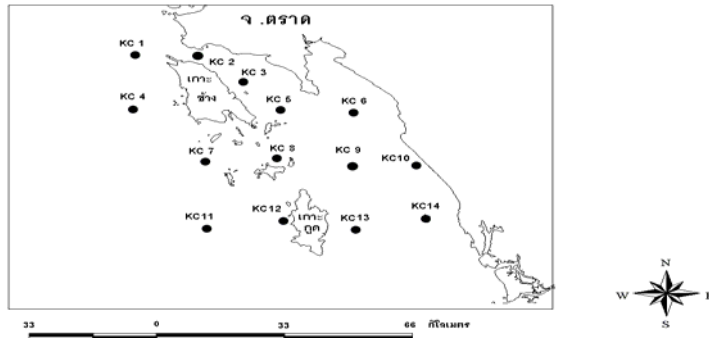 จ .ตราด
KC 1
KC 2
KC 3
เกาะ
ช้าง
KC 4
KC 5
KC 6
KC 7
KC 8
KC 9
KC10
KC11
KC12
เกาะ
กูด
KC13
KC14
N
W
E
S
33 0 33 66 กิโลเมตร